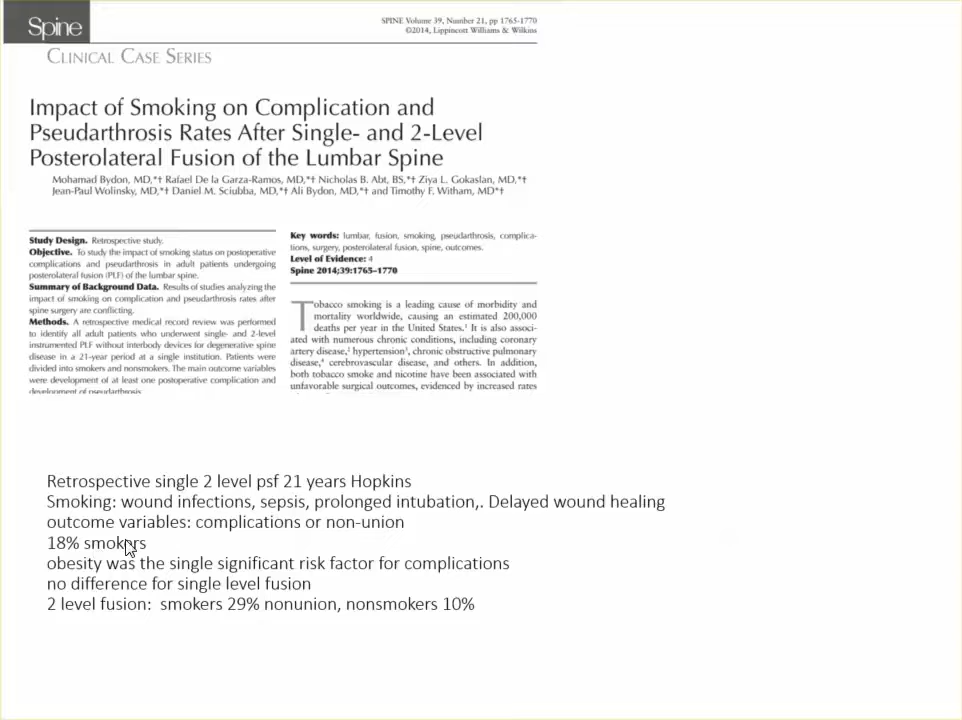 Spine
SPINE Volume 39, Number 21, pp 1765-1770
©2014, Lippincott Williams & Wilkins
CLINICAL CASE SERIES
Impact of Smoking on Complication and
Pseudarthrosis Rates After Single- and 2-Level
Posterolateral Fusion of the Lumbar Spine
Mohamad Bydon, MD,*† Rafael De la Garza-Ramos, MD,*† Nicholas B. Abt, BS,*† Ziya L. Gokaslan, MD,*†
Jean-Paul Wolinsky, MD,*† Daniel M. Sciubba, MD,*† Ali Bydon, MD,*† and Timothy F. Witham, MD*†
Study Design. Retrospective study.
Objective. To study the impact of smoking status on postoperative
complications and pseudarthrosis in adult patients undergoing
posterolateral fusion (PLF) of the lumbar spine.
Summary of Background Data. Results of studies analyzing the
impact of smoking on complication and pseudarthrosis rates after
spine surgery are conflicting.
Methods. A retrospective medical record review was performed
to identify all adult patients who underwent single- and 2-level
instrumented PLF without interbody devices for degenerative spine
disease in a 21-year period at a single institution. Patients were
divided into smokers and nonsmokers. The main outcome variables
were development of at least one postoperative complication and
development of pseudarthrosis
Key words: lumbar, fusion, smoking, pseudarthrosis, complica-
tions, surgery, posterolateral fusion, spine, outcomes.
Level of Evidence: 4
Spine 2014;39:1765–1770
Tobacco smoking is a leading cause of morbidity and
mortality worldwide, causing an estimated 200,000
deaths per year in the United States.¹ It is also associ-
ated with numerous chronic conditions, including coronary
artery disease,² hypertension³, chronic obstructive pulmonary
disease,⁴ cerebrovascular disease, and others. In addition,
both tobacco smoke and nicotine have been associated with
unfavorable surgical outcomes, evidenced by increased rates
Retrospective single 2 level psf 21 years Hopkins
Smoking: wound infections, sepsis, prolonged intubation,. Delayed wound healing
outcome variables: complications or non-union
18% smokers
obesity was the single significant risk factor for complications
no difference for single level fusion
2 level fusion:  smokers 29% nonunion, nonsmokers 10%